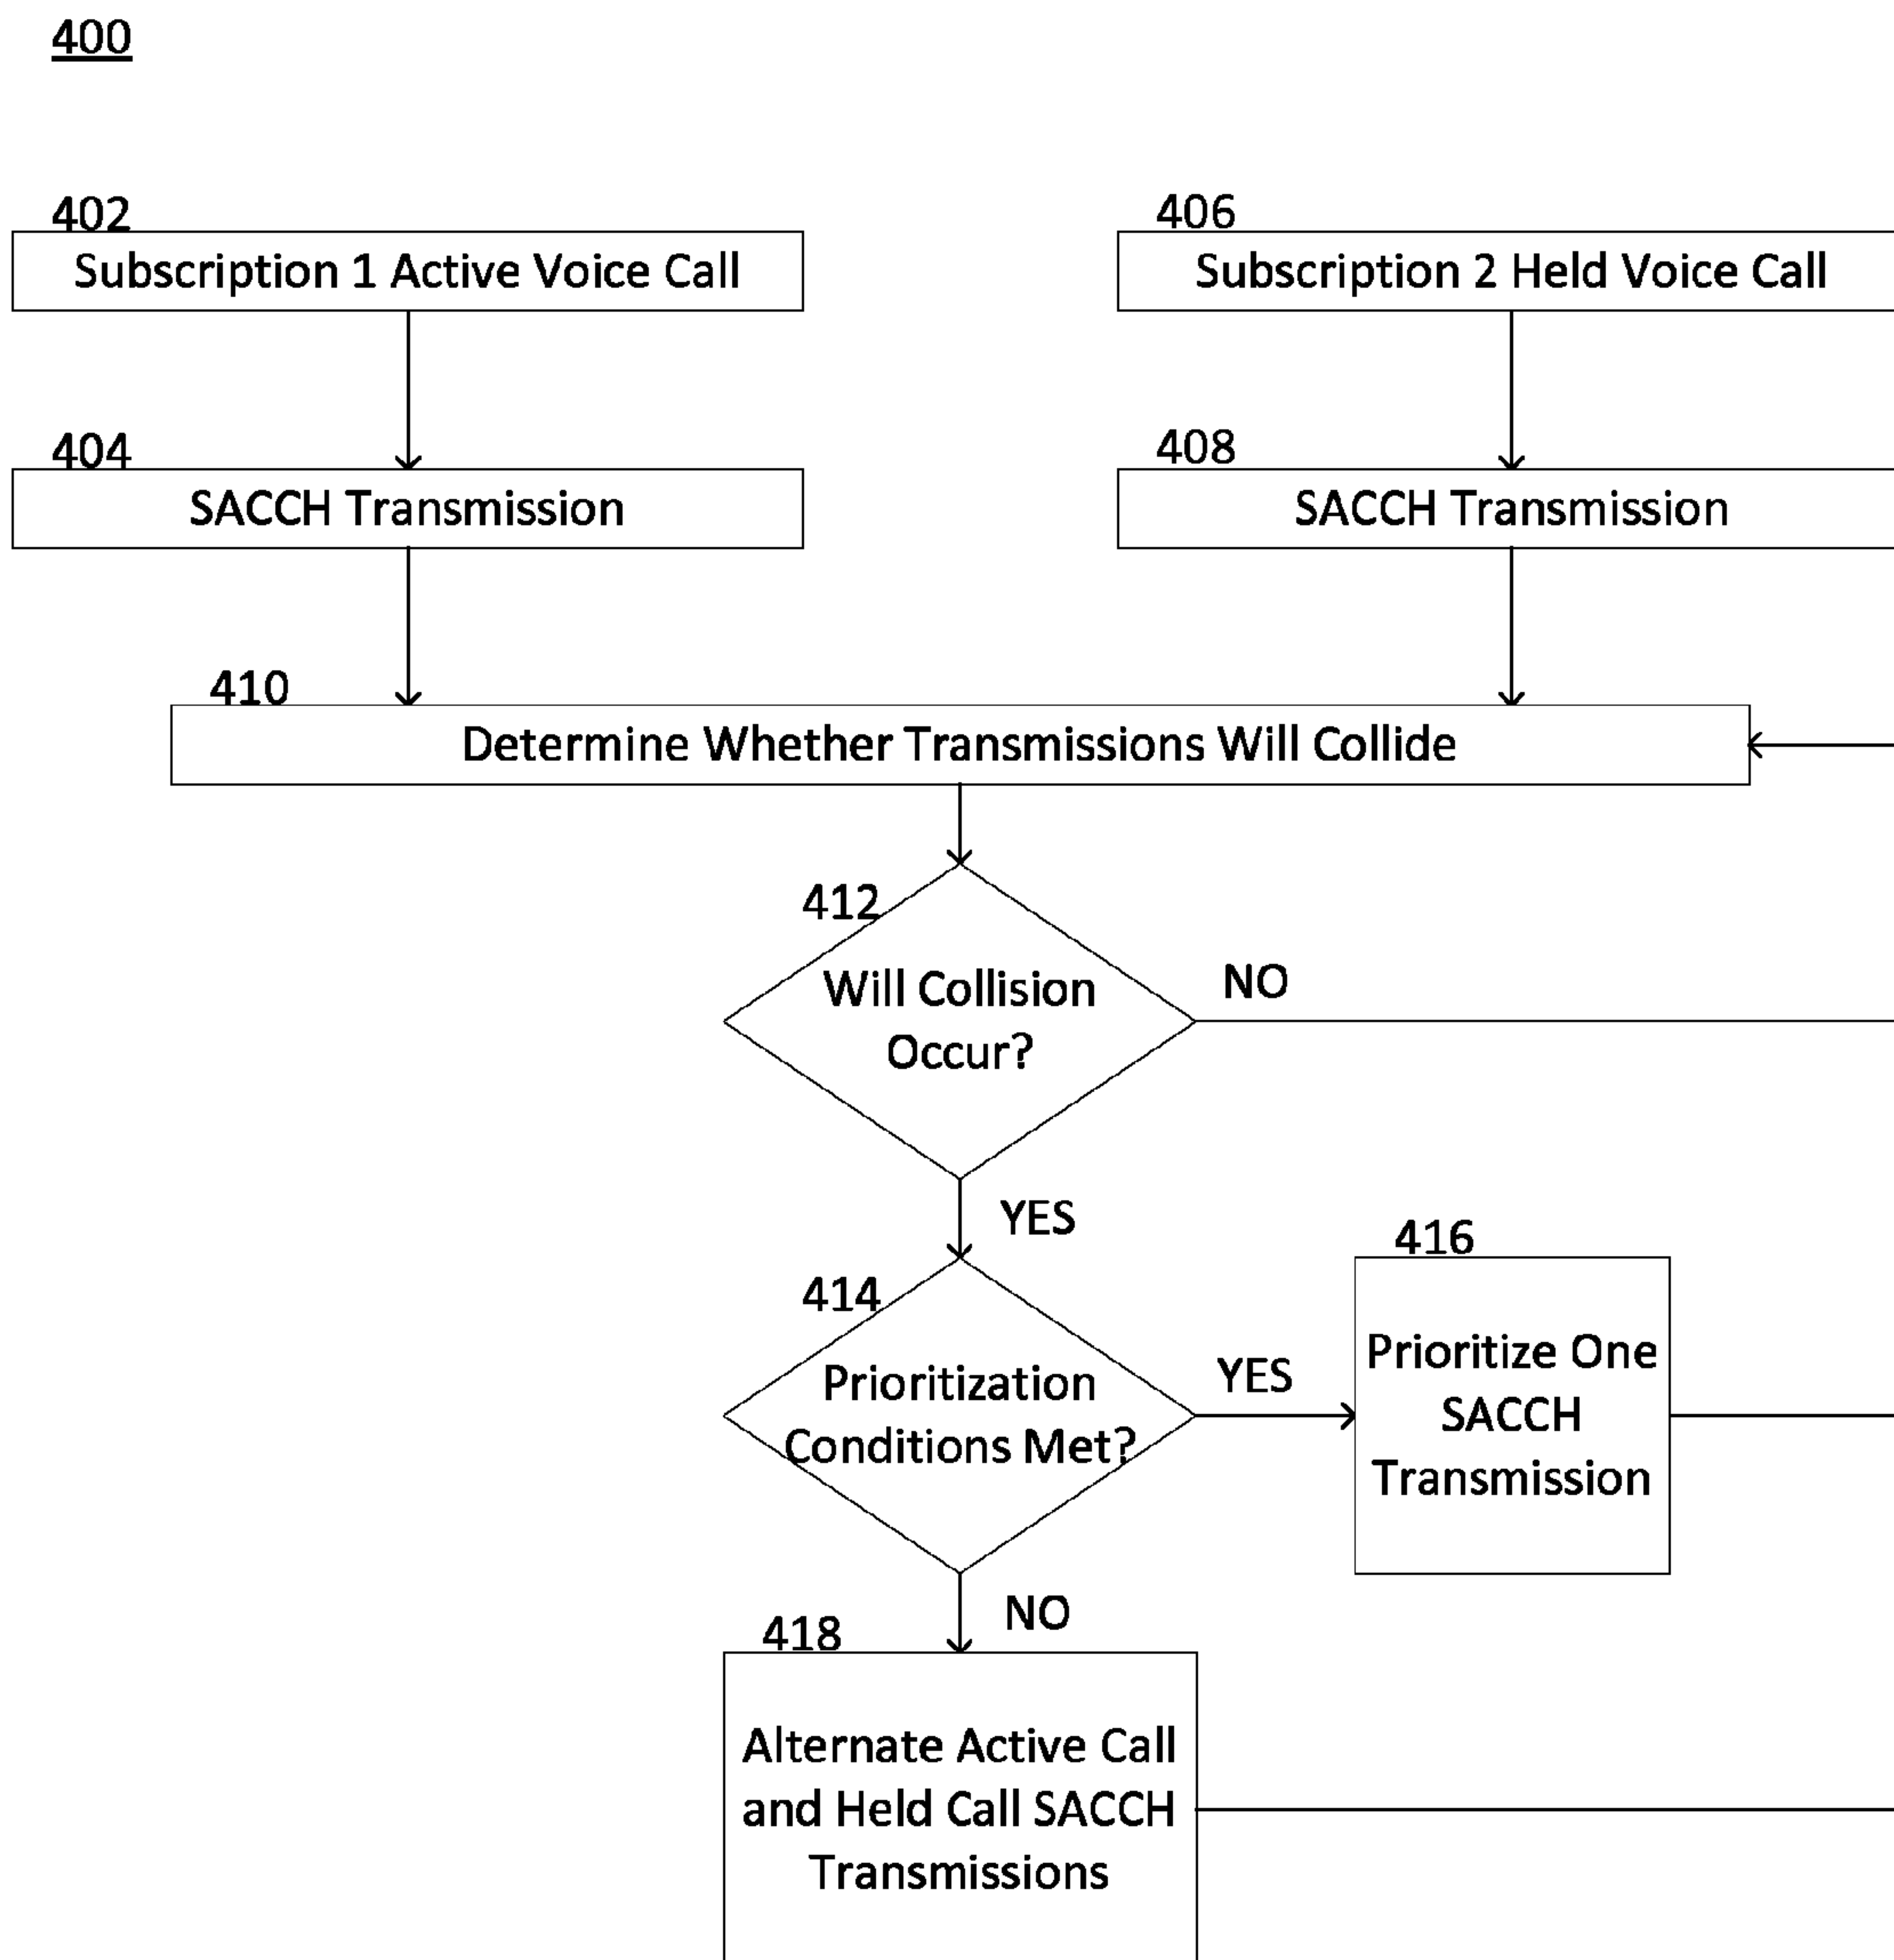 400
402
Subscription 1 Active Voice Call
406
Subscription 2 Held Voice Call
404
SACCH Transmission
408
SACCH Transmission
410
Determine Whether Transmissions Will Collide
412
Will Collision
Occur?
NO
YES
414
Prioritization
Conditions Met?
YES
416
Prioritize One
SACCH
Transmission
NO
418
Alternate Active Call
and Held Call SACCH
Transmissions